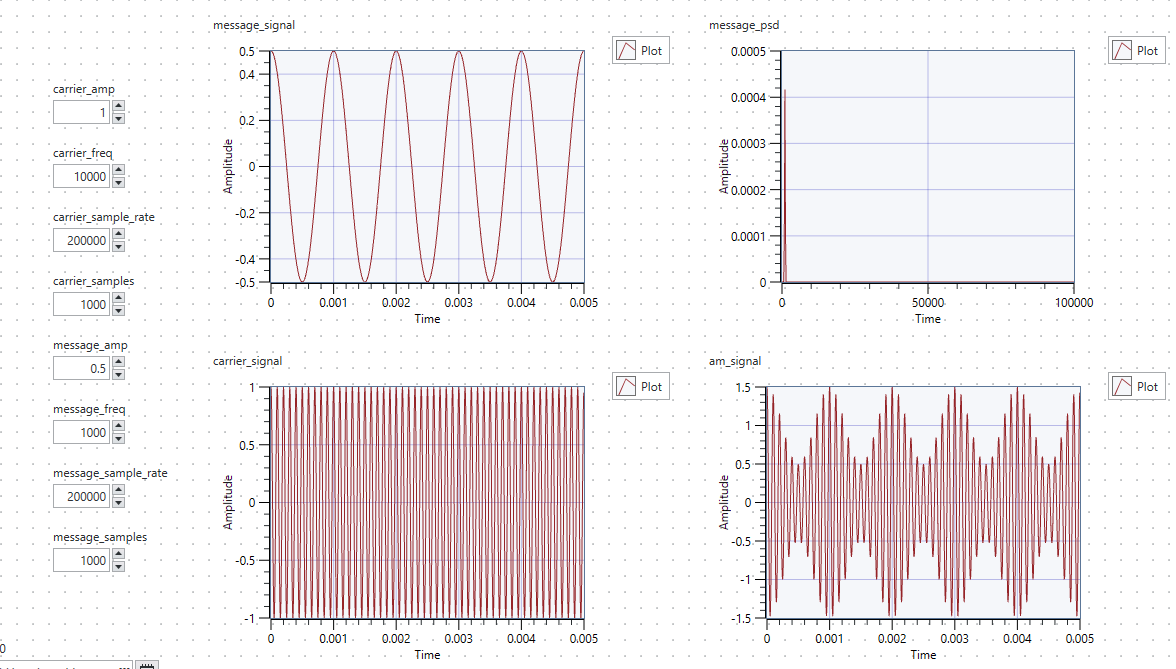 carrier_amp
1
carrier_freq
10000
carrier_sample_rate
200000
carrier_samples
1000
message_amp
0.5
message_freq
1000
message_sample_rate
200000
message_samples
1000
0
message_signal
Plot
Amplitude
0.5
0.4
0.2
0
-0.2
-0.4
-0.5
0 0.001 0.002 0.003 0.004 0.005
Time
message_psd
Plot
Amplitude
0.0005
0.0004
0.0003
0.0002
0.0001
0
0 50000 100000
Time
carrier_signal
Plot
Amplitude
1
0.5
0
-0.5
-1
0 0.001 0.002 0.003 0.004 0.005
Time
am_signal
Plot
Amplitude
1.5
1
0.5
0
-0.5
-1
-1.5
0 0.001 0.002 0.003 0.004 0.005
Time